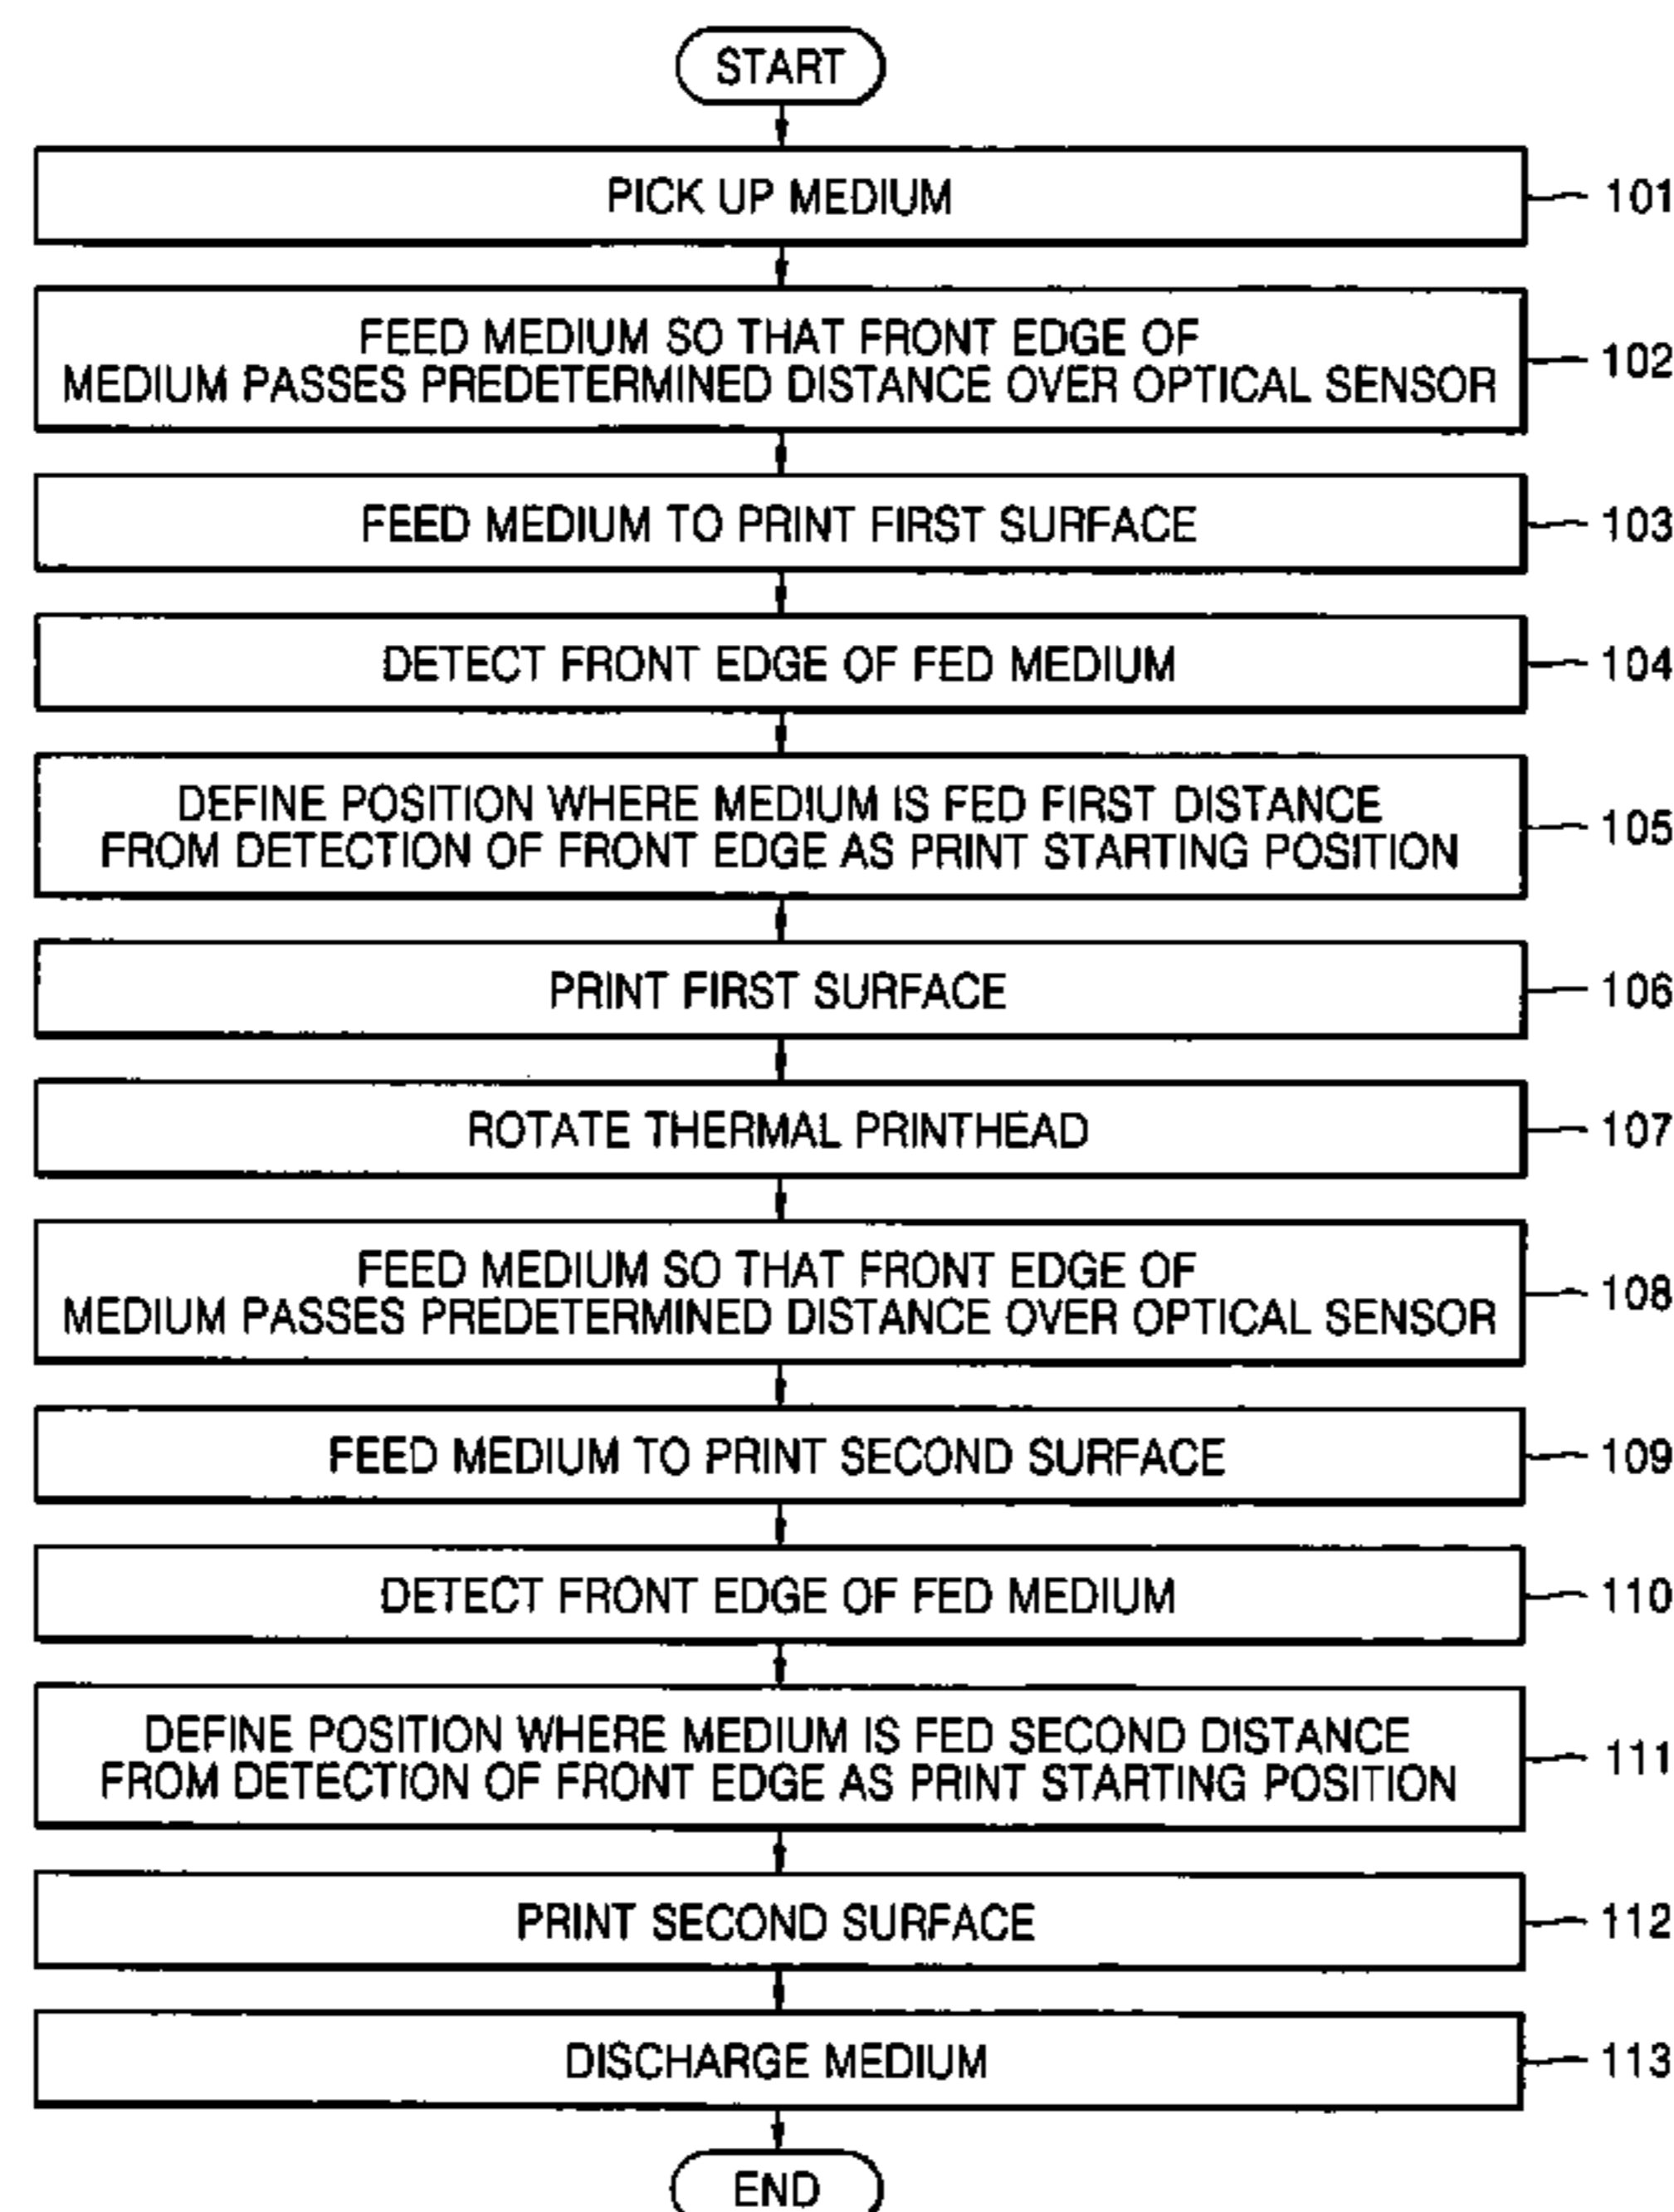 START
PICK UP MEDIUM
101
FEED MEDIUM SO THAT FRONT EDGE OF
MEDIUM PASSES PREDETERMINED DISTANCE OVER OPTICAL SENSOR
102
FEED MEDIUM TO PRINT FIRST SURFACE
103
DETECT FRONT EDGE OF FED MEDIUM
104
DEFINE POSITION WHERE MEDIUM IS FED FIRST DISTANCE
FROM DETECTION OF FRONT EDGE AS PRINT STARTING POSITION
105
PRINT FIRST SURFACE
106
ROTATE THERMAL PRINTHEAD
107
FEED MEDIUM SO THAT FRONT EDGE OF
MEDIUM PASSES PREDETERMINED DISTANCE OVER OPTICAL SENSOR
108
FEED MEDIUM TO PRINT SECOND SURFACE
109
DETECT FRONT EDGE OF FED MEDIUM
110
DEFINE POSITION WHERE MEDIUM IS FED SECOND DISTANCE
FROM DETECTION OF FRONT EDGE AS PRINT STARTING POSITION
111
PRINT SECOND SURFACE
112
DISCHARGE MEDIUM
113
END